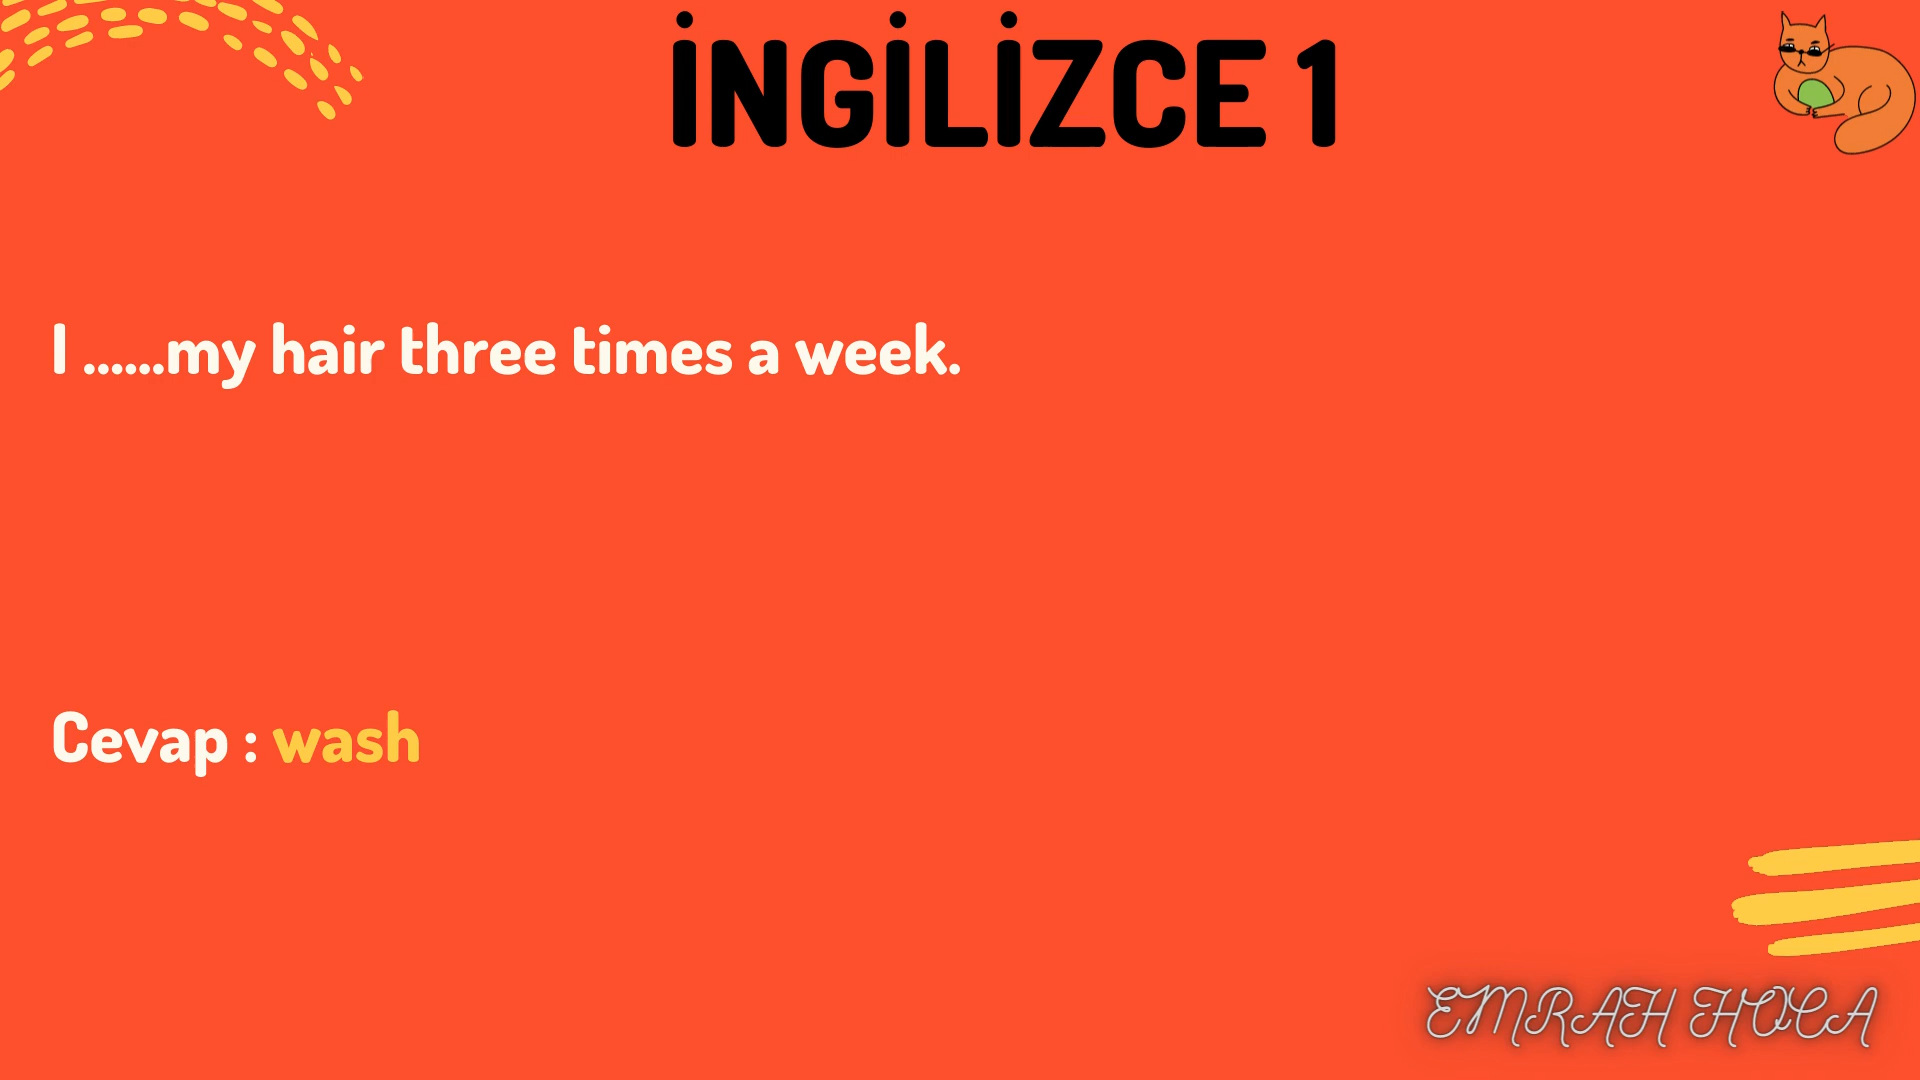 İNGİLİZCE 1
I ......my hair three times a week.
Cevap : wash
EMRAH HOCA